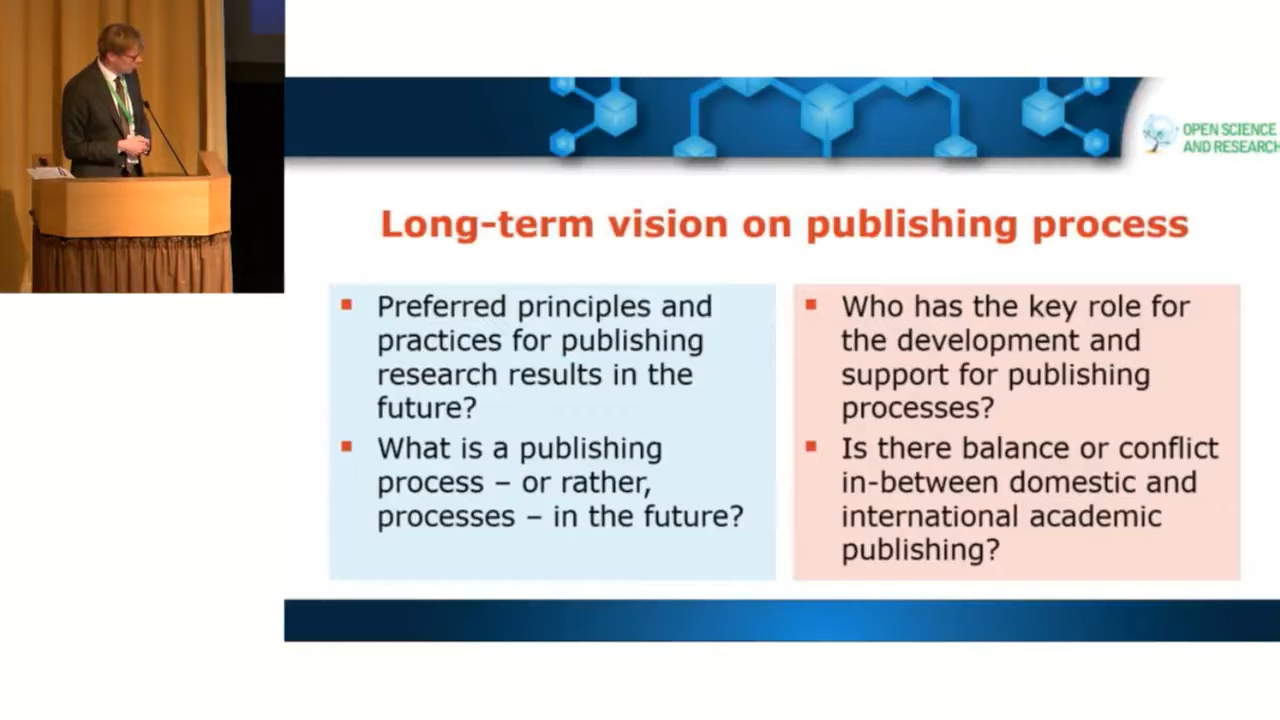 OPEN SCIENCE
AND RESEARCH
Long-term vision on publishing process
▪ Preferred principles and
practices for publishing
research results in the
future?
▪ What is a publishing
process – or rather,
processes – in the future?
▪ Who has the key role for
the development and
support for publishing
processes?
▪ Is there balance or conflict
in-between domestic and
international academic
publishing?